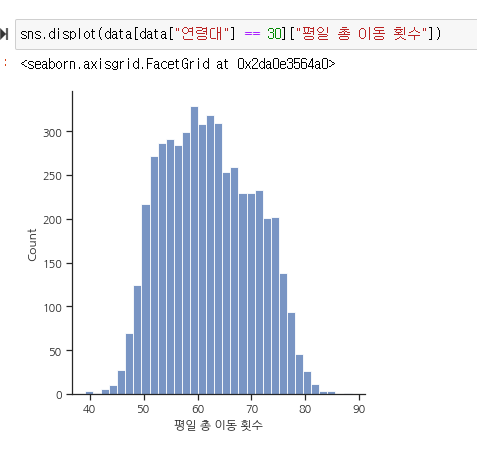 sns.displot(data[data["연령대"] == 30]["평일 총 이동 횟수"])
: <seaborn.axisgrid.FacetGrid at 0x2da0e3564a0>
300
250
200
150
100
50
0
Count
40 50 60 70 80 90
평일 총 이동 횟수